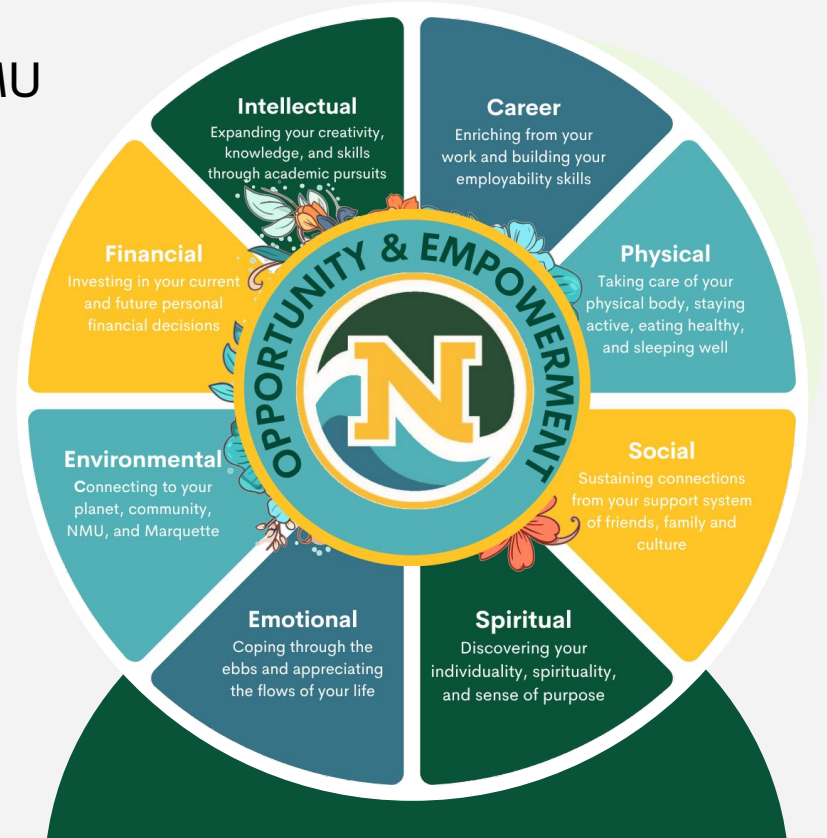 MU
Intellectual
Expanding your creativity,
knowledge, and skills
through academic pursuits
Career
Enriching from your
work and building your
employability skills
Financial
Investing in your current
and future personal
financial decisions
Physical
Taking care of your
physical body, staying
active, eating healthy,
and sleeping well
OPPORTUNITY & EMPOWERMENT
N
Environmental
Connecting to your
planet, community,
NMU, and Marquette
Social
Sustaining connections
from your support system
of friends, family and
culture
Emotional
Coping through the
ebbs and appreciating
the flows of your life
Spiritual
Discovering your
individuality, spirituality,
and sense of purpose